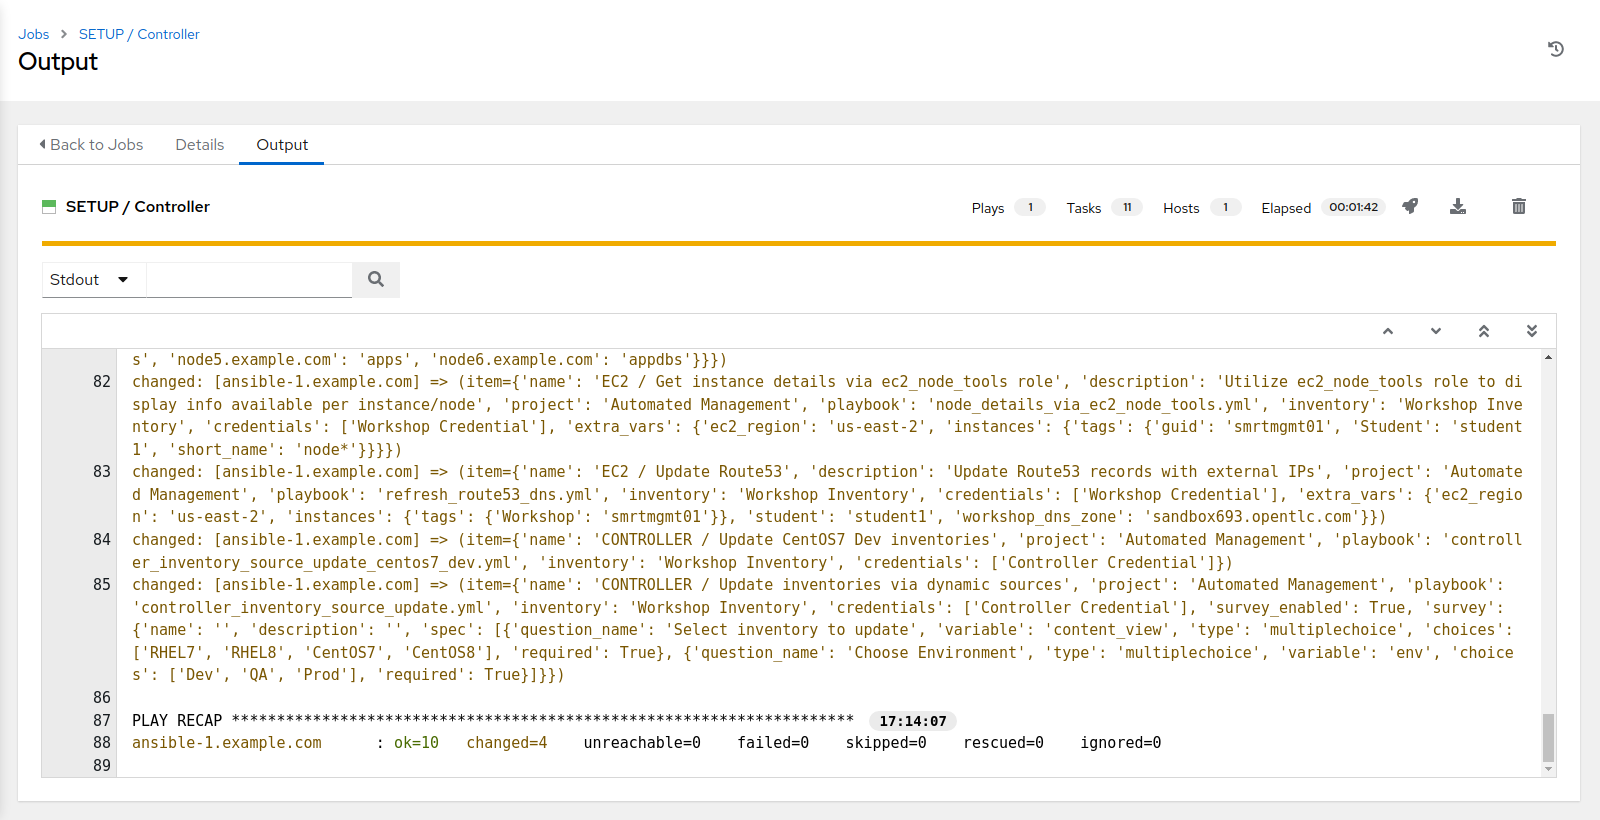 Jobs > SETUP / Controller
Output
Back to Jobs Details Output
SETUP / Controller Plays 1 Tasks 11 Hosts 1 Elapsed 00:01:42
Stdout
s', 'node5.example.com': 'apps', 'node6.example.com': 'appdbs'}}})
82 changed: [ansible-1.example.com] => (item={'name': 'EC2 / Get instance details via ec2_node_tools role', 'description': 'Utilize ec2_node_tools role to di
splay info available per instance/node', 'project': 'Automated Management', 'playbook': 'node_details_via_ec2_node_tools.yml', 'inventory': 'Workshop Inve
ntory', 'credentials': ['Workshop Credential'], 'extra_vars': {'ec2_region': 'us-east-2', 'instances': {'tags': {'guid': 'smrtmgmt01', 'Student': 'student
1', 'short_name': 'node*'}}}})
83 changed: [ansible-1.example.com] => (item={'name': 'EC2 / Update Route53', 'description': 'Update Route53 records with external IPs', 'project': 'Automate
d Management', 'playbook': 'refresh_route53_dns.yml', 'inventory': 'Workshop Inventory', 'credentials': ['Workshop Credential'], 'extra_vars': {'ec2_regio
n': 'us-east-2', 'instances': {'tags': {'Workshop': 'smrtmgmt01'}}, 'student': 'student1', 'workshop_dns_zone': 'sandbox693.opentlc.com'}})
84 changed: [ansible-1.example.com] => (item={'name': 'CONTROLLER / Update CentOS7 Dev inventories', 'project': 'Automated Management', 'playbook': 'controll
er_inventory_source_update_centos7_dev.yml', 'inventory': 'Workshop Inventory', 'credentials': ['Controller Credential']})
85 changed: [ansible-1.example.com] => (item={'name': 'CONTROLLER / Update inventories via dynamic sources', 'project': 'Automated Management', 'playbook':
'controller_inventory_source_update.yml', 'inventory': 'Workshop Inventory', 'credentials': ['Controller Credential'], 'survey_enabled': True, 'survey':
{'name': '', 'description': '', 'spec': [{'question_name': 'Select inventory to update', 'variable': 'content_view', 'type': 'multiplechoice', 'choices':
['RHEL7', 'RHEL8', 'CentOS7', 'CentOS8'], 'required': True}, {'question_name': 'Choose Environment', 'type': 'multiplechoice', 'variable': 'env', 'choice
s': ['Dev', 'QA', 'Prod'], 'required': True}]}})
86
87 PLAY RECAP ********************************************************************* 17:14:07
88 ansible-1.example.com : ok=10 changed=4 unreachable=0 failed=0 skipped=0 rescued=0 ignored=0
89